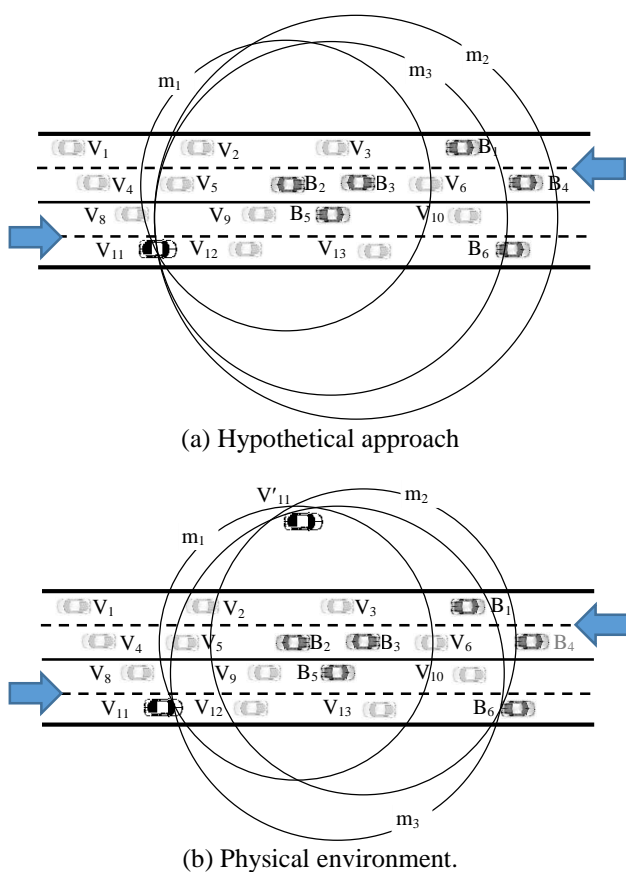 m₂
m₁ m₃
V₁ V₂ V₃ B₁
V₄ V₅ B₂ B₃ V₆ B₄
V₈ V₉ B₅ V₁₀
V₁₁ V₁₂ V₁₃ B₆
(a) Hypothetical approach
V′₁₁ m₂
m₁
V₁ V₂ V₃ B₁
V₄ V₅ B₂ B₃ V₆ B₄
V₈ V₉ B₅ V₁₀
V₁₁ V₁₂ V₁₃ B₆
m₃
(b) Physical environment.